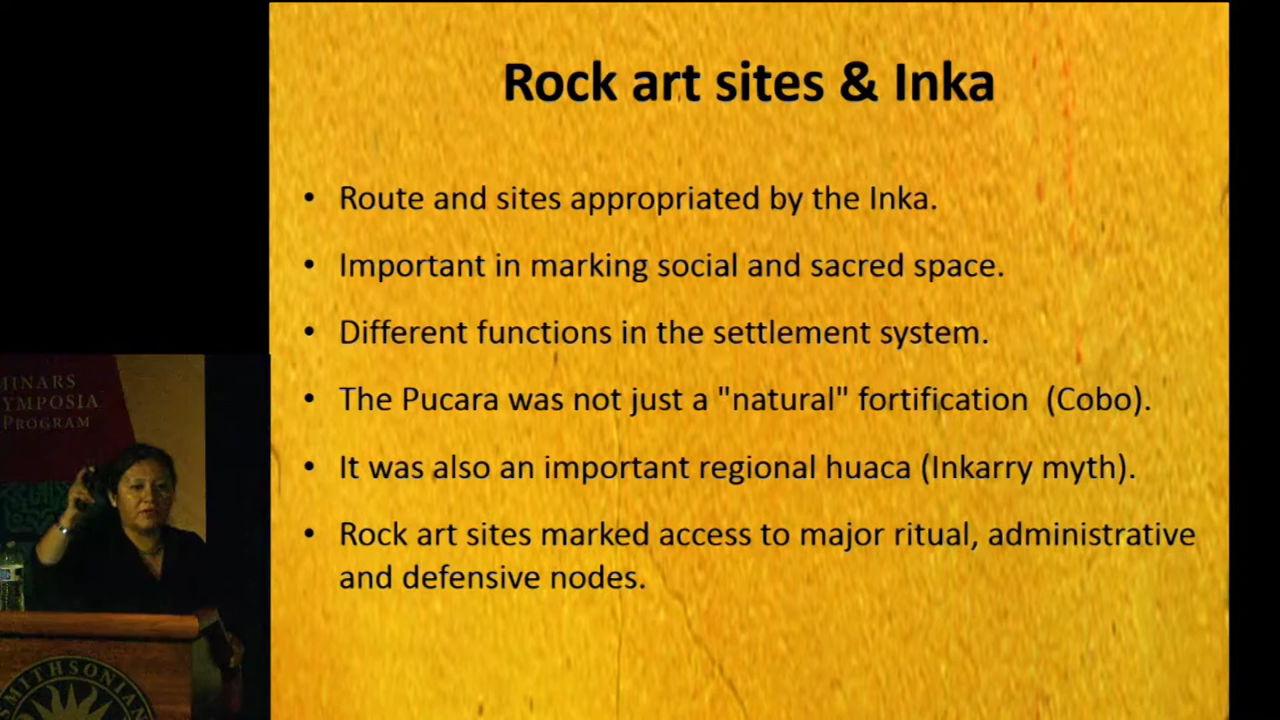 Rock art sites & Inka
• Route and sites appropriated by the Inka.
• Important in marking social and sacred space.
• Different functions in the settlement system.
• The Pucara was not just a "natural" fortification (Cobo).
• It was also an important regional huaca (Inkarry myth).
• Rock art sites marked access to major ritual, administrative
and defensive nodes.
MINARS
YMPOSIA
PROGRAM
SMITHSONIAN